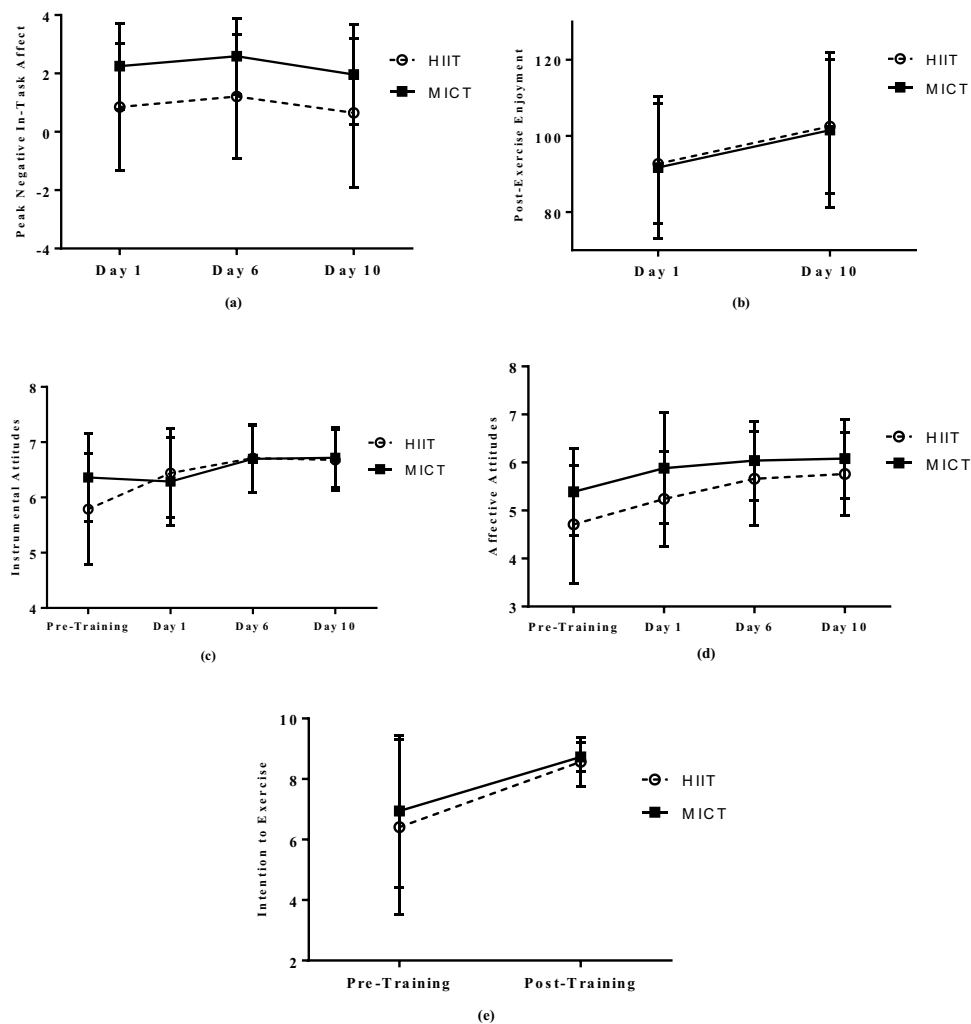 Peak Negative In-Task Affect
4
2
0
-2
-4
Day 1 Day 6 Day 10
HIIT
MICT
(a)
Post-Exercise Enjoyment
120
100
80
Day 1 Day 10
HIIT
MICT
(b)
Instrumental Attitudes
8
7
6
5
4
Pre-Training Day 1 Day 6 Day 10
HIIT
MICT
(c)
Affective Attitudes
8
7
6
5
4
3
Pre-Training Day 1 Day 6 Day 10
HIIT
MICT
(d)
Intention to Exercise
10
8
6
4
2
Pre-Training Post-Training
HIIT
MICT
(e)